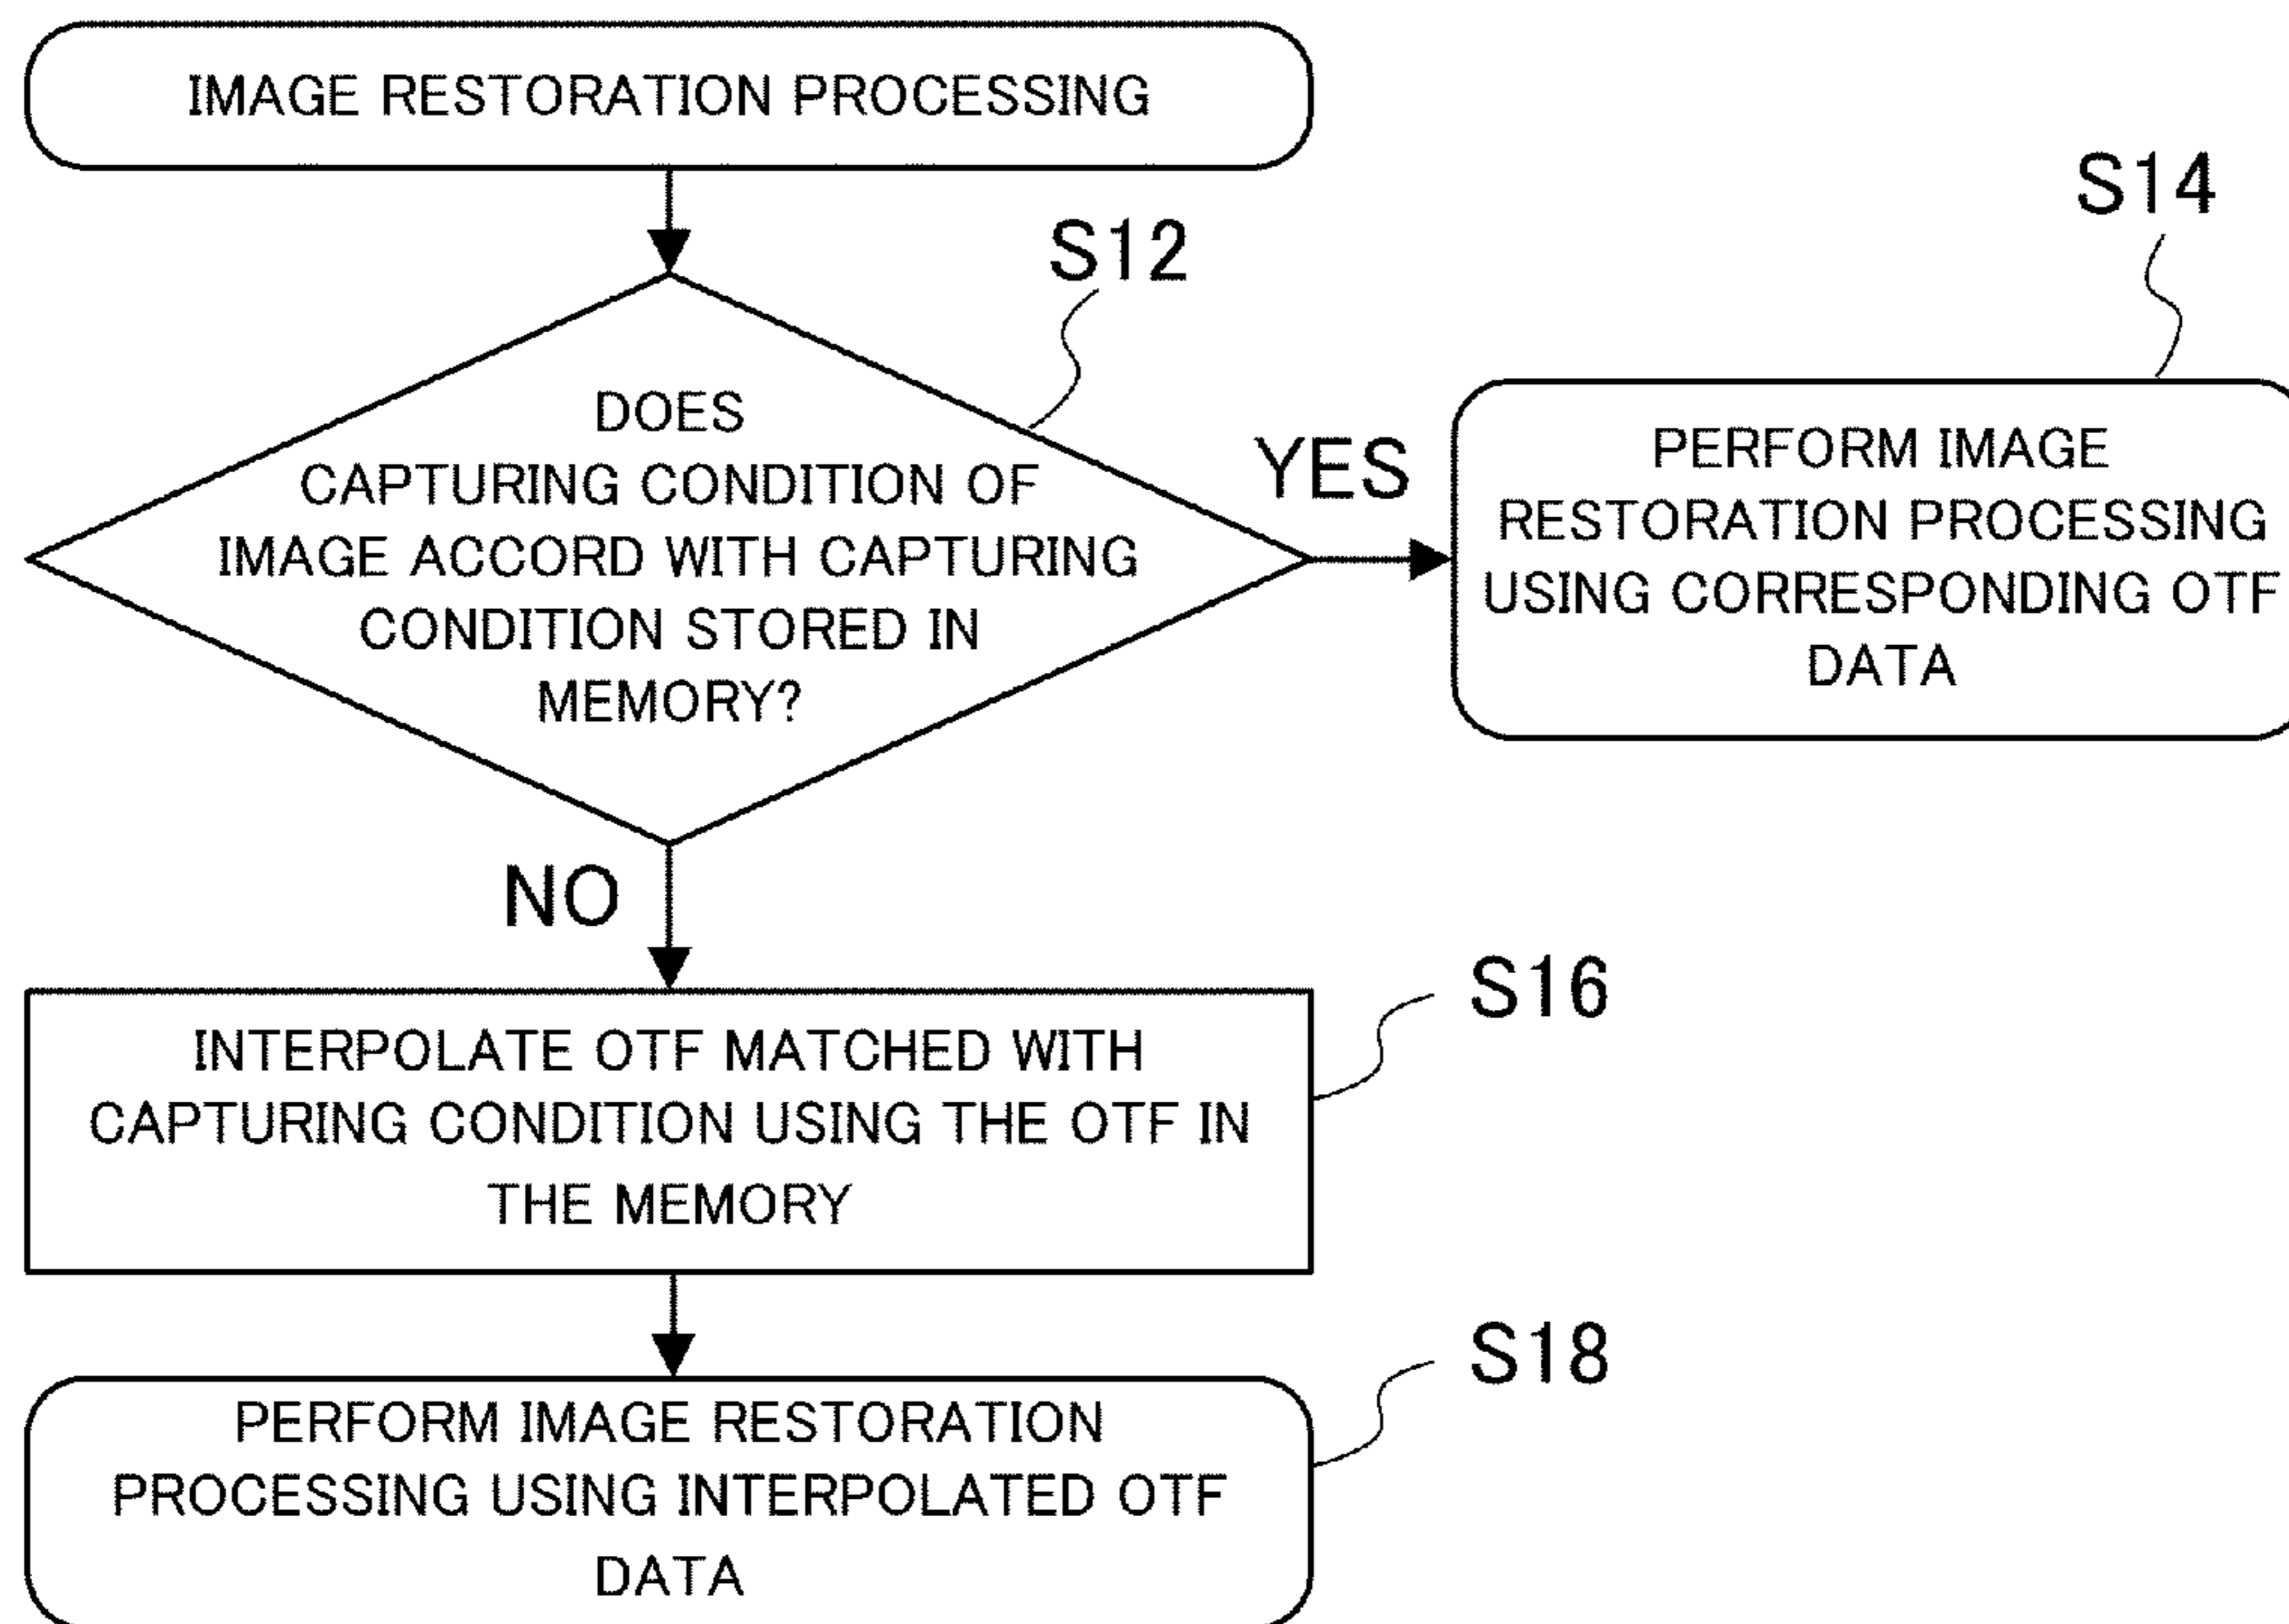 IMAGE RESTORATION PROCESSING
S12
S14
DOES
CAPTURING CONDITION OF
IMAGE ACCORD WITH CAPTURING
CONDITION STORED IN
MEMORY?
YES
PERFORM IMAGE
RESTORATION PROCESSING
USING CORRESPONDING OTF
DATA
NO
S16
INTERPOLATE OTF MATCHED WITH
CAPTURING CONDITION USING THE OTF IN
THE MEMORY
S18
PERFORM IMAGE RESTORATION
PROCESSING USING INTERPOLATED OTF
DATA